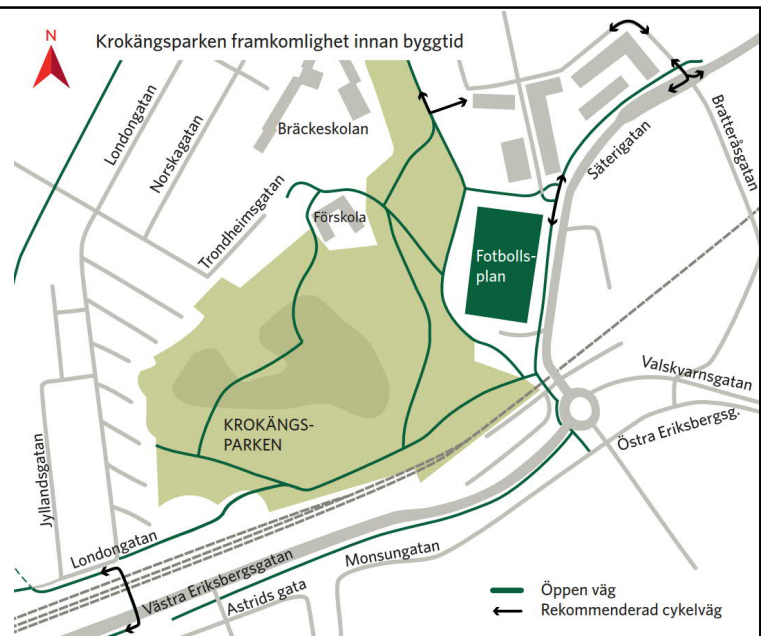 N
Krokängsparken framkomlighet innan byggtid
Londongatan
Norskagatan
Bräckeskolan
Bratteråsgatan
Säterigatan
Trondheimsgatan
Förskola
Fotbolls-
plan
Valskvarnsgatan
Östra Eriksbergsg.
KROKÄNGS-
PARKEN
Jyllandsgatan
Londongatan
Västra Eriksbergsgatan
Monsungatan
Astrids gata
Öppen väg
Rekommenderad cykelväg